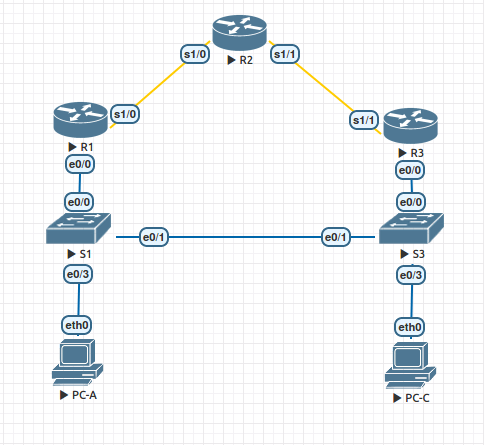 s1/0
s1/1
R2
s1/0
s1/1
R1
R3
e0/0
e0/0
e0/0
e0/0
e0/1
e0/1
S1
S3
e0/3
e0/3
eth0
eth0
PC-A
PC-C